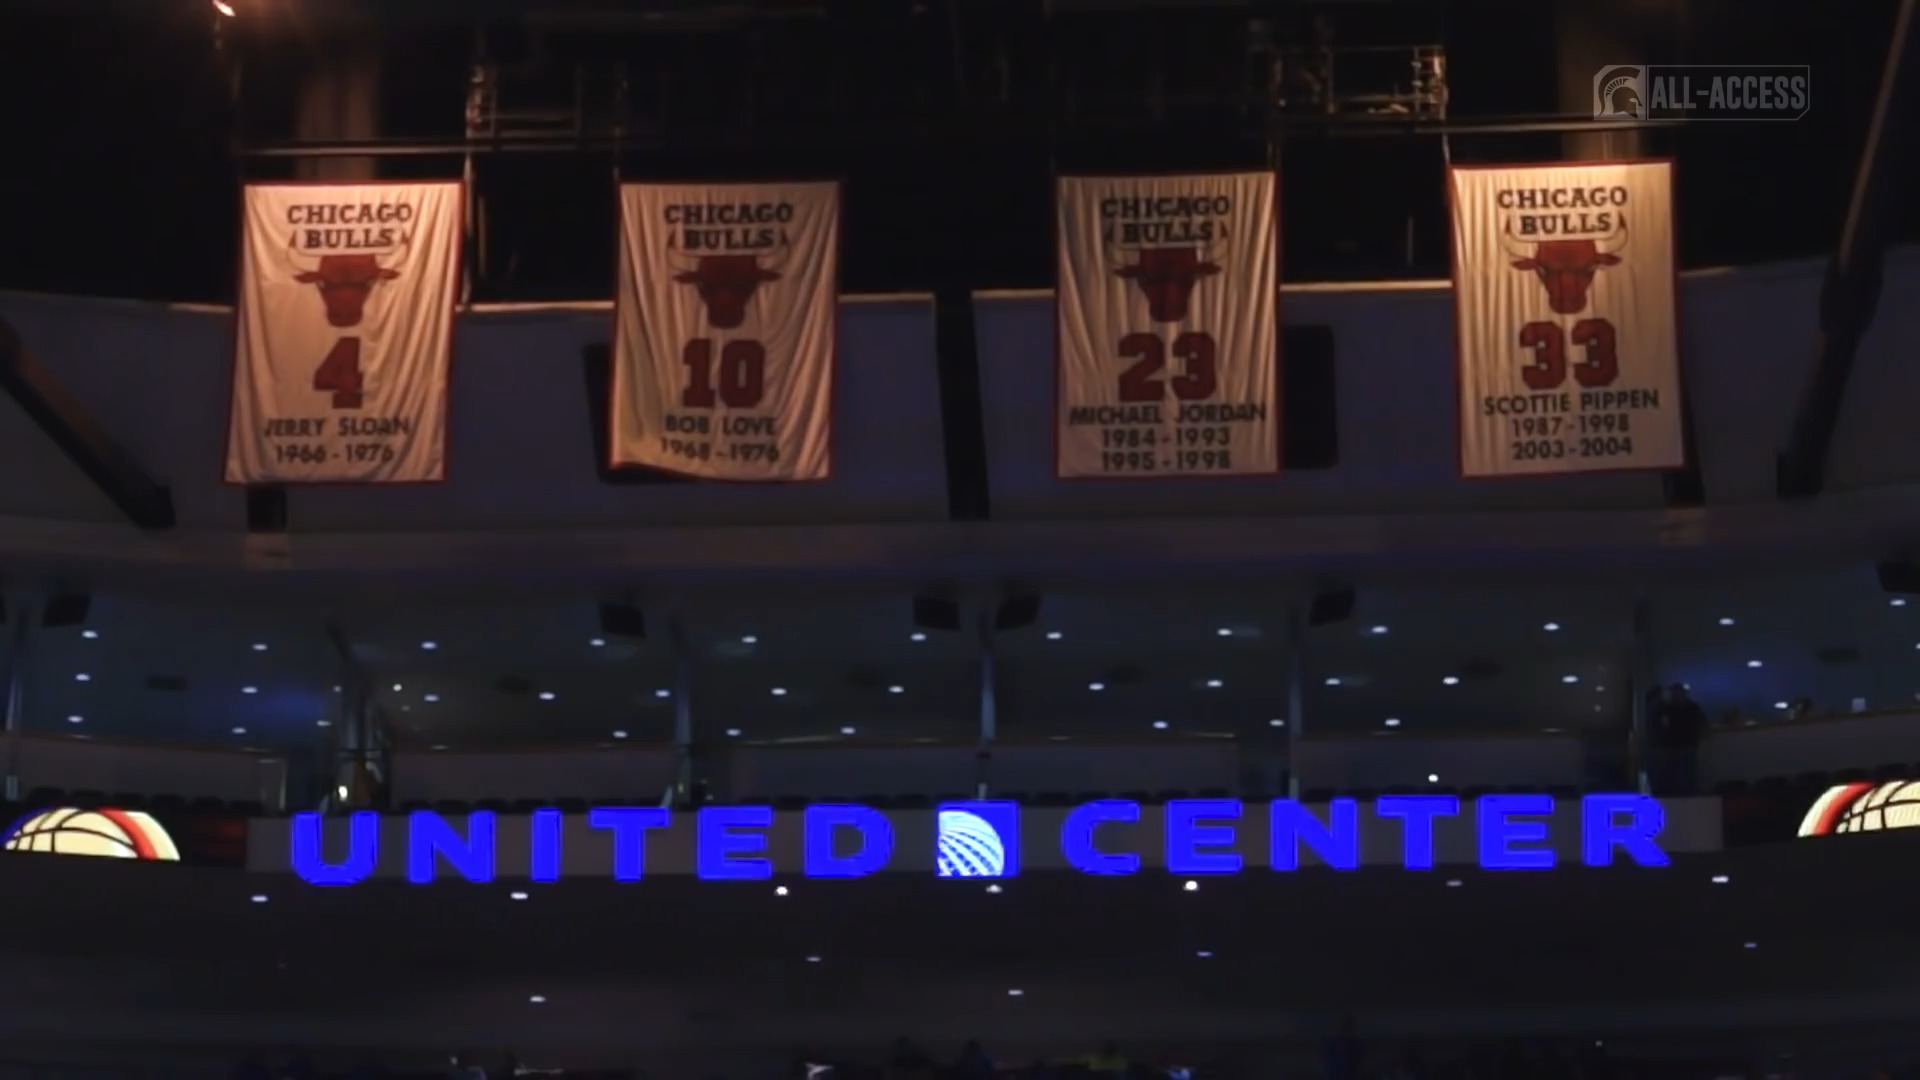 ALL-ACCESS
CHICAGO
BULLS
4
JERRY SLOAN
1966-1976
CHICAGO
BULLS
10
BOB LOVE
1968-1976
CHICAGO
BULLS
23
MICHAEL JORDAN
1984-1993
1995-1998
CHICAGO
BULLS
33
SCOTTIE PIPPEN
1987-1998
2003-2004
UNITED CENTER